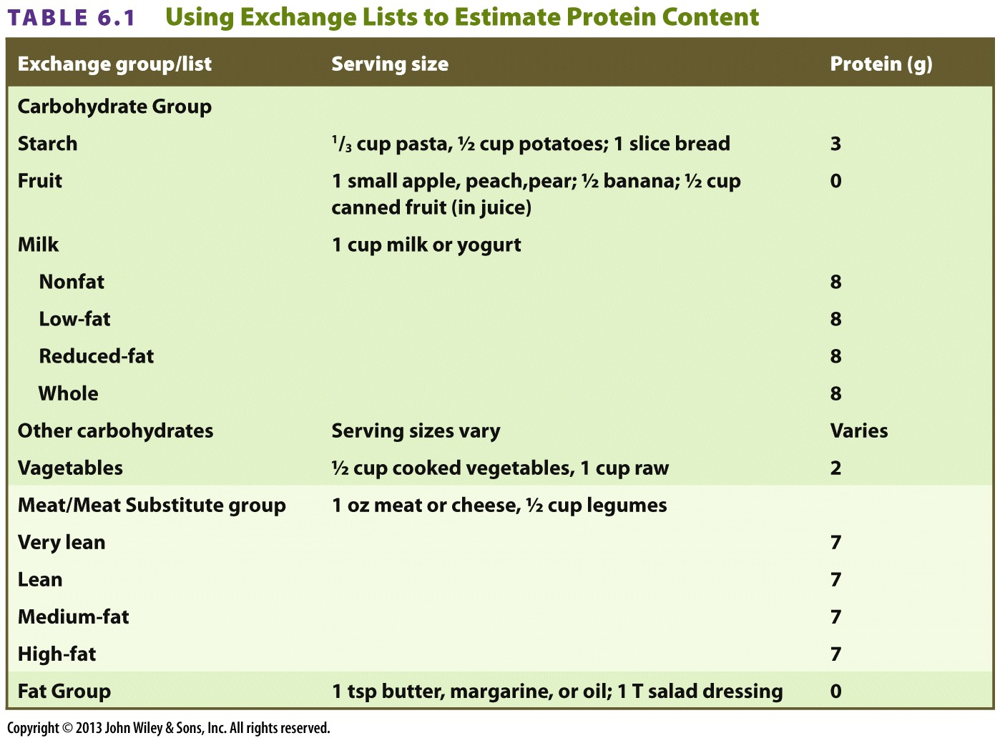 TABLE 6.1 Using Exchange Lists to Estimate Protein Content
Exchange group/list Serving size Protein (g)
Carbohydrate Group
Starch 1/3 cup pasta, ½ cup potatoes; 1 slice bread 3
Fruit 1 small apple, peach,pear; ½ banana; ½ cup 0
canned fruit (in juice)
Milk 1 cup milk or yogurt
Nonfat 8
Low-fat 8
Reduced-fat 8
Whole 8
Other carbohydrates Serving sizes vary Varies
Vagetables ½ cup cooked vegetables, 1 cup raw 2
Meat/Meat Substitute group 1 oz meat or cheese, ½ cup legumes
Very lean 7
Lean 7
Medium-fat 7
High-fat 7
Fat Group 1 tsp butter, margarine, or oil; 1 T salad dressing 0
Copyright © 2013 John Wiley & Sons, Inc. All rights reserved.